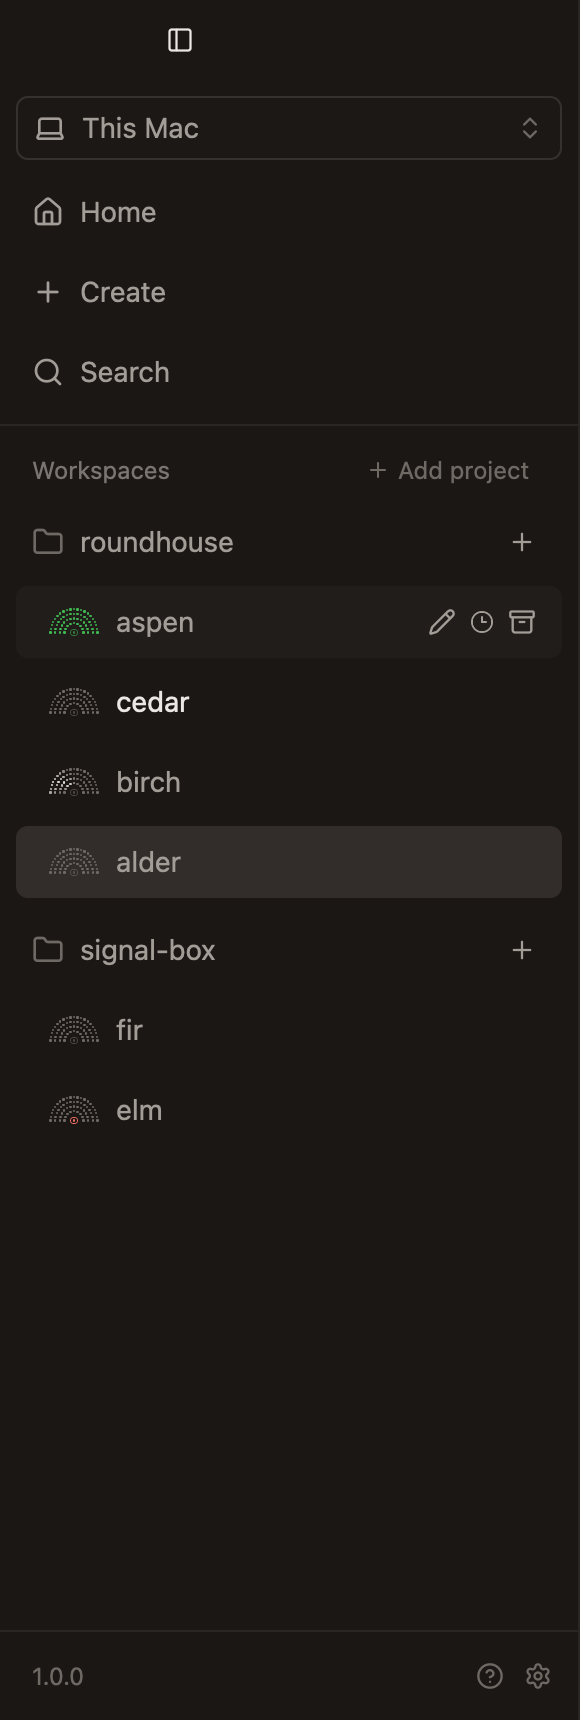 This Mac
Home
Create
Search
Workspaces
Add project
roundhouse
aspen
cedar
birch
alder
signal-box
fir
elm
1.0.0